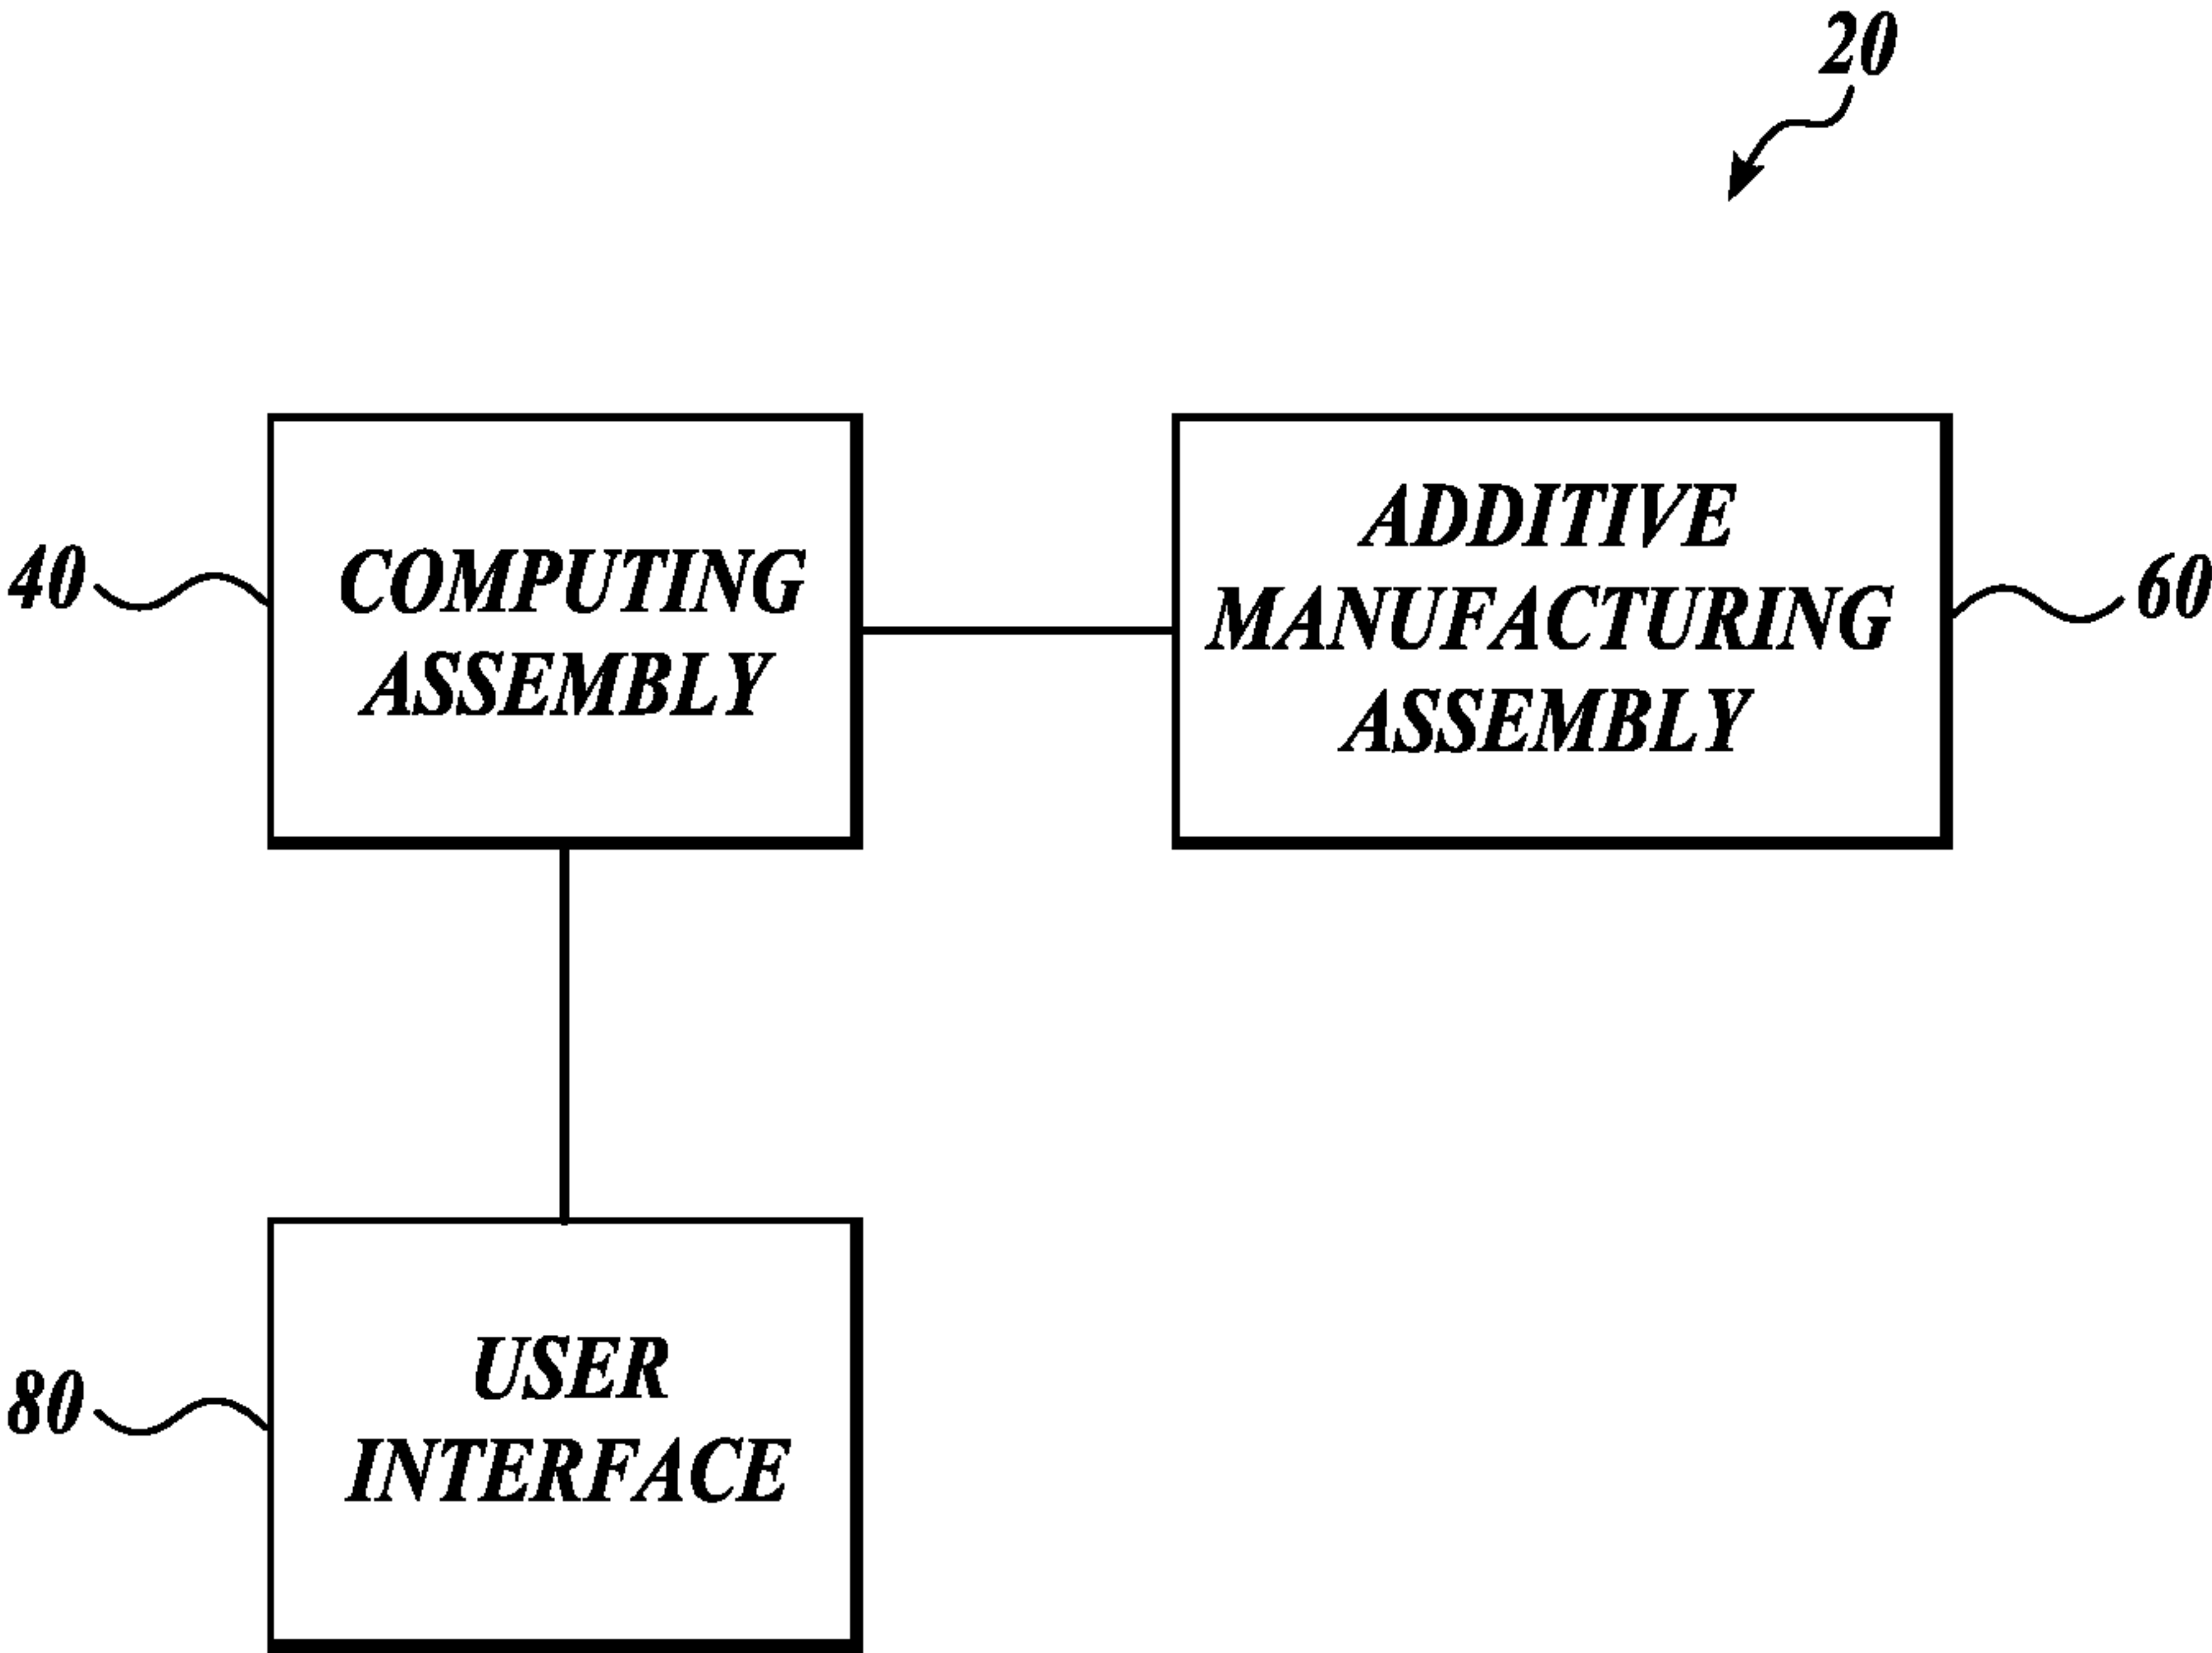 20
40
COMPUTING
ASSEMBLY
ADDITIVE
MANUFACTURING
ASSEMBLY
60
80
USER
INTERFACE